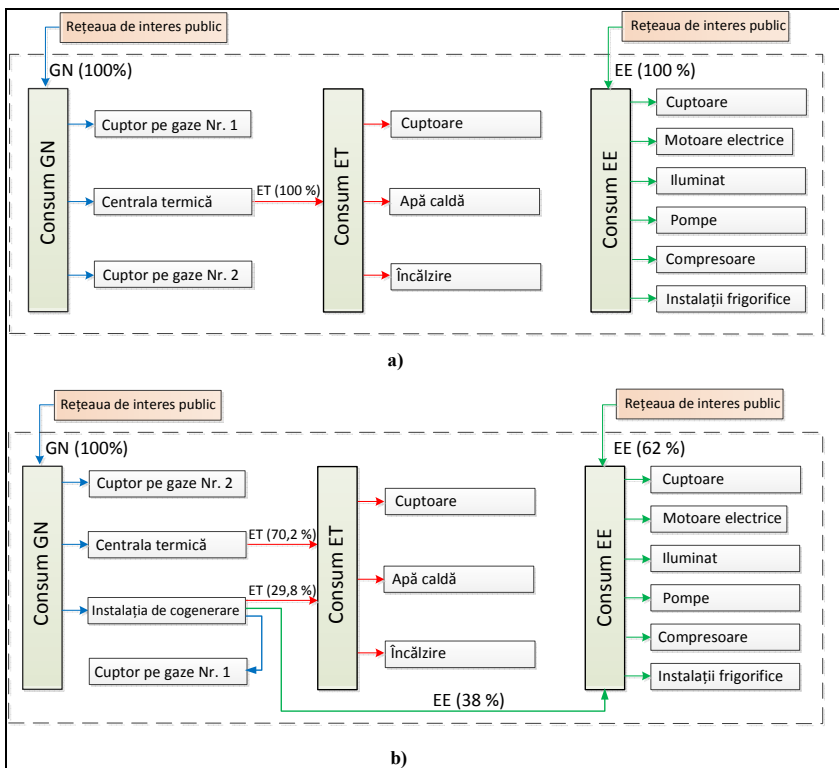 Rețeaua de interes public
Rețeaua de interes public
GN (100%)
EE (100 %)
Consum GN
Cuptor pe gaze Nr. 1
Centrala termică
Cuptor pe gaze Nr. 2
ET (100 %)
Consum ET
Cuptoare
Apă caldă
Încălzire
Consum EE
Cuptoare
Motoare electrice
Iluminat
Pompe
Compresoare
Instalații frigorifice
a)
Rețeaua de interes public
Rețeaua de interes public
GN (100%)
EE (62 %)
Consum GN
Cuptor pe gaze Nr. 2
Centrala termică
Instalația de cogenerare
Cuptor pe gaze Nr. 1
ET (70,2 %)
ET (29,8 %)
Consum ET
Cuptoare
Apă caldă
Încălzire
EE (38 %)
Consum EE
Cuptoare
Motoare electrice
Iluminat
Pompe
Compresoare
Instalații frigorifice
b)